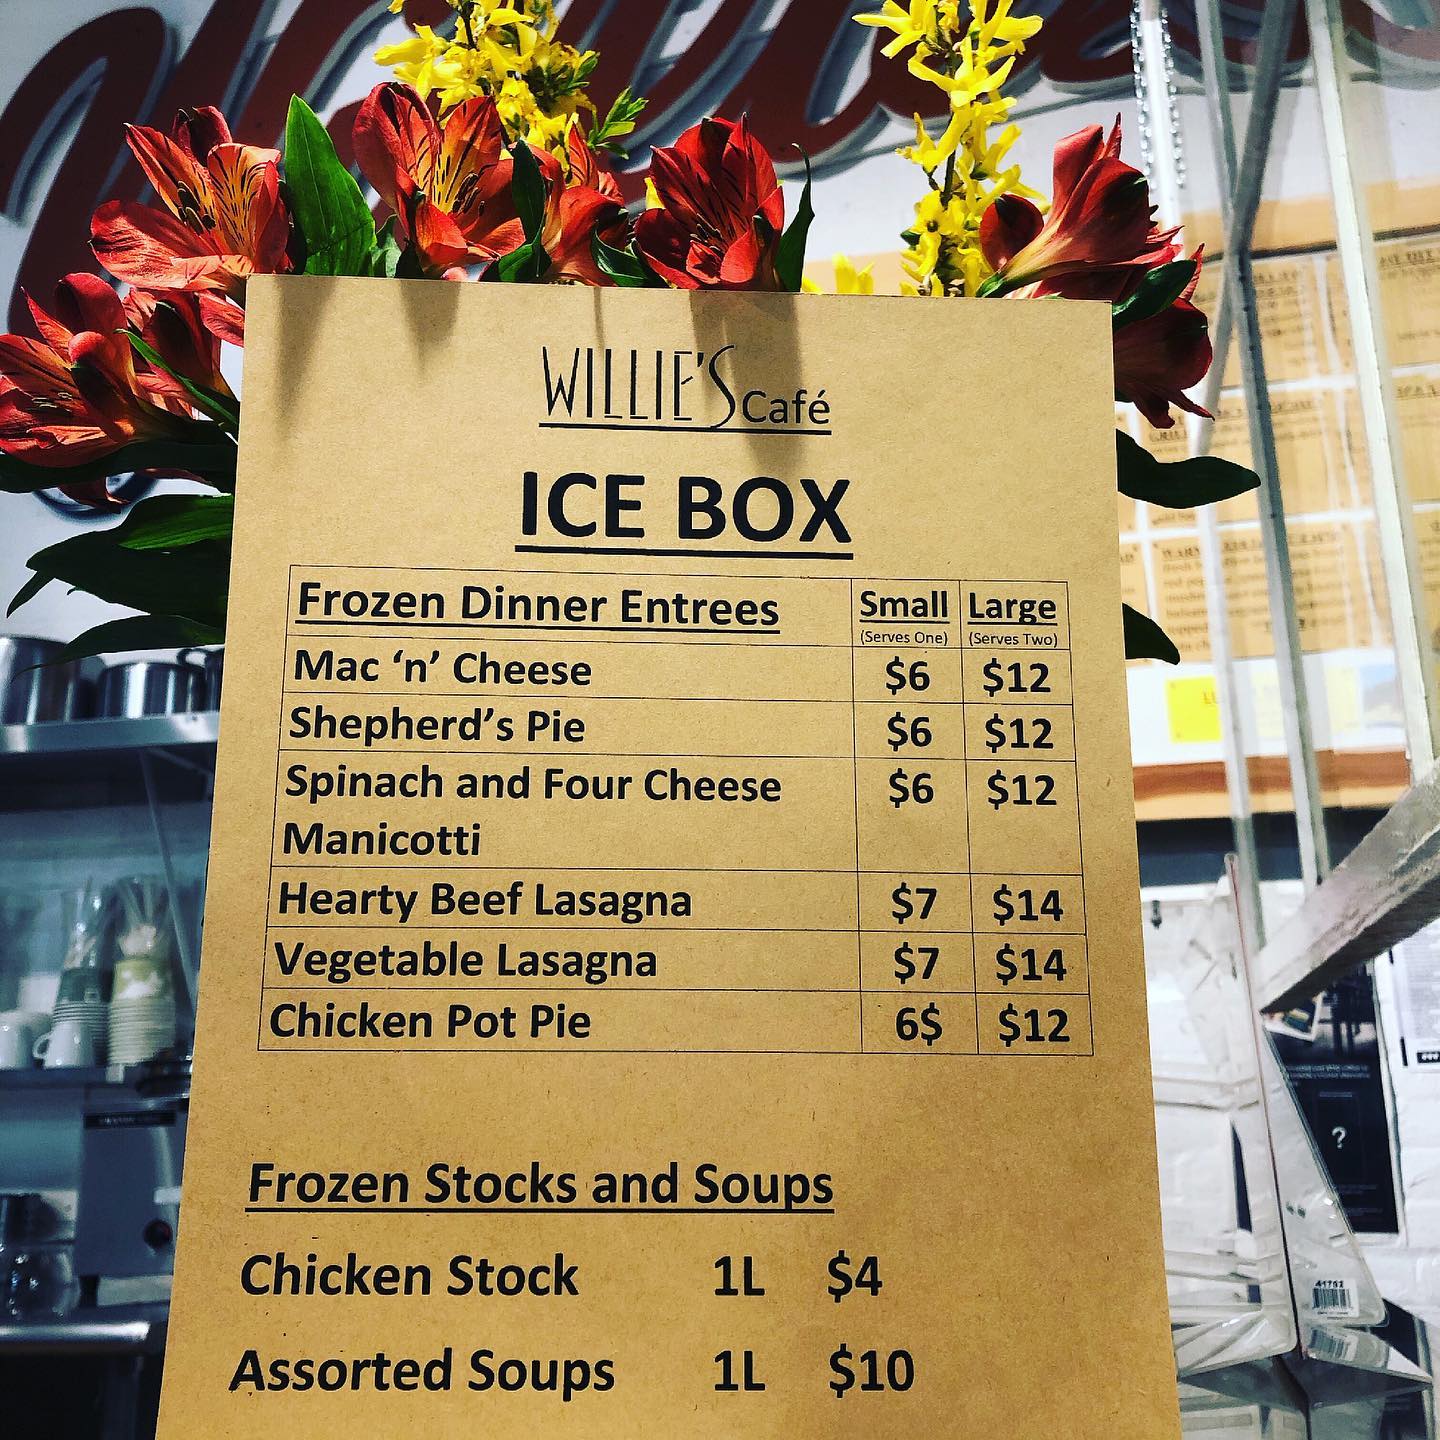 WILLIE'S Café
ICE BOX
Frozen Dinner Entrees Small Large
(Serves One) (Serves Two)
Mac ‘n’ Cheese $6 $12
Shepherd’s Pie $6 $12
Spinach and Four Cheese $6 $12
Manicotti
Hearty Beef Lasagna $7 $14
Vegetable Lasagna $7 $14
Chicken Pot Pie 6$ $12
Frozen Stocks and Soups
Chicken Stock 1L $4
Assorted Soups 1L $10
?
41792